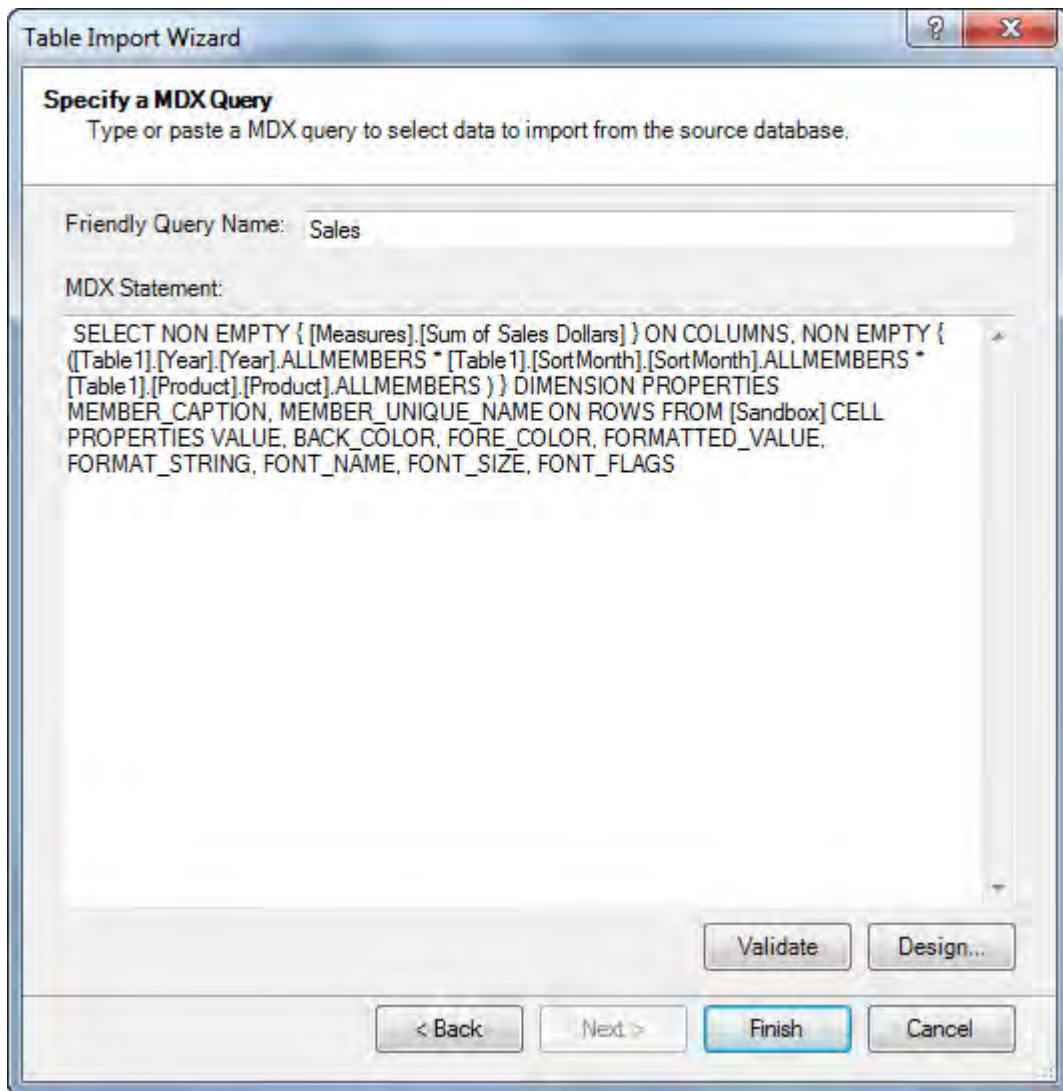 Table Import Wizard
Specify a MDX Query
Type or paste a MDX query to select data to import from the source database.
Friendly Query Name: Sales
MDX Statement:
SELECT NON EMPTY { [Measures].[Sum of Sales Dollars] } ON COLUMNS, NON EMPTY {
([Table1].[Year].[Year].ALLMEMBERS * [Table1].[SortMonth].[SortMonth].ALLMEMBERS *
[Table1].[Product].[Product].ALLMEMBERS ) } DIMENSION PROPERTIES
MEMBER_CAPTION, MEMBER_UNIQUE_NAME ON ROWS FROM [Sandbox] CELL
PROPERTIES VALUE, BACK_COLOR, FORE_COLOR, FORMATTED_VALUE,
FORMAT_STRING, FONT_NAME, FONT_SIZE, FONT_FLAGS
Validate Design...
< Back Next > Finish Cancel